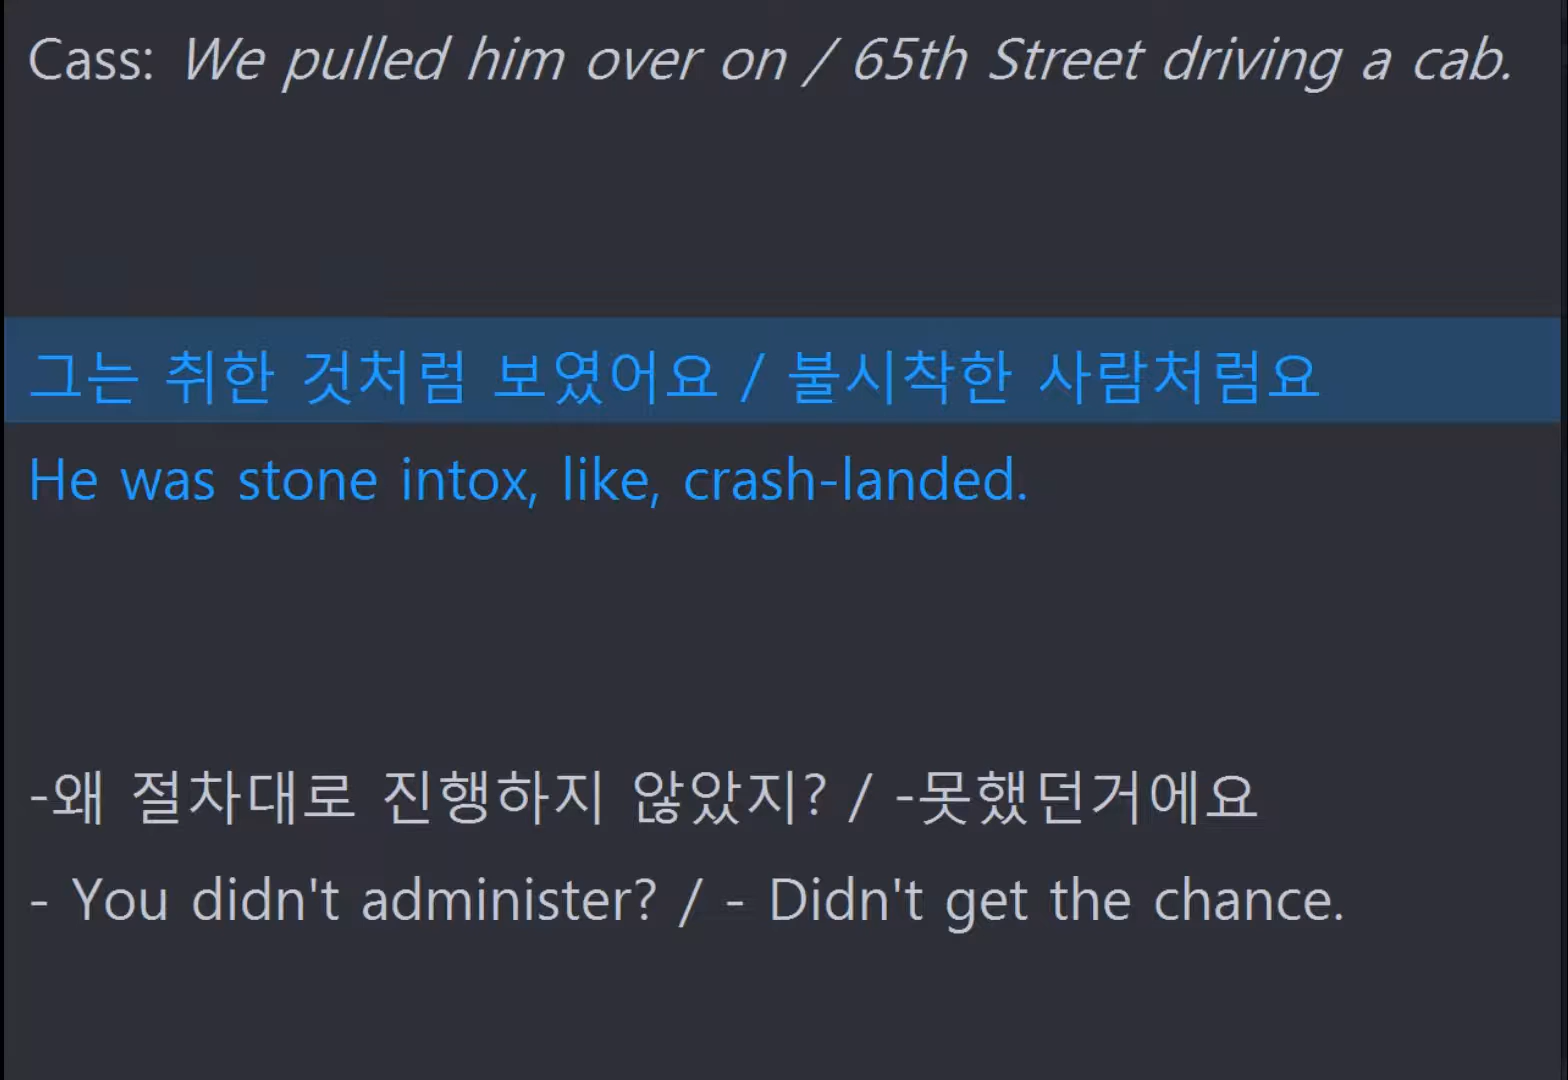 Cass: We pulled him over on / 65th Street driving a cab.
그는 취한 것처럼 보였어요 / 불시착한 사람처럼요
He was stone intox, like, crash-landed.
-왜 절차대로 진행하지 않았지? / -못했던거에요
- You didn't administer? / - Didn't get the chance.